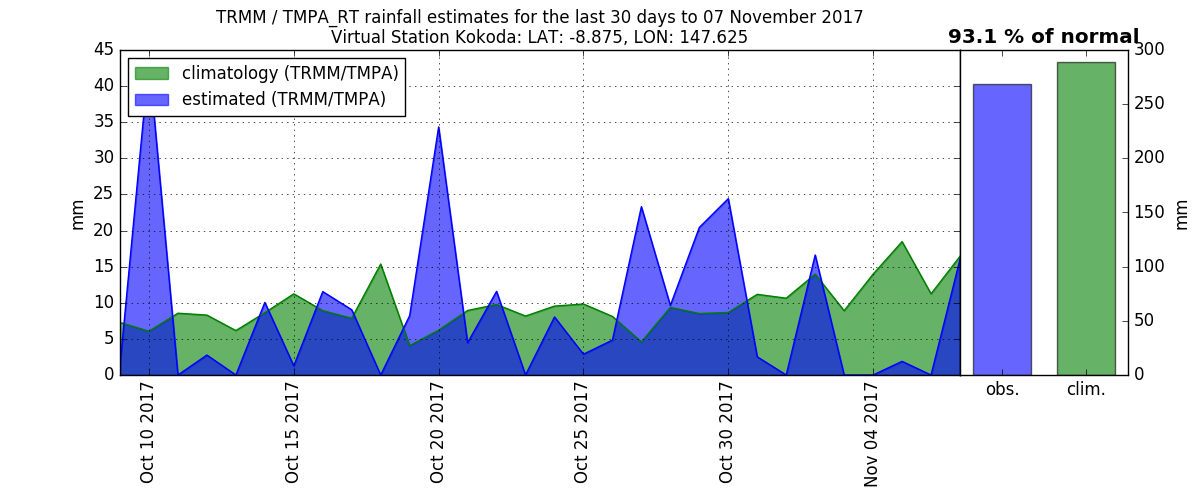 TRMM / TMPA_RT rainfall estimates for the last 30 days to 07 November 2017
Virtual Station Kokoda: LAT: -8.875, LON: 147.625
93.1 % of normal
climatology (TRMM/TMPA)
estimated (TRMM/TMPA)
45
40
35
30
25
20
15
10
5
0
mm
Oct 10 2017
Oct 15 2017
Oct 20 2017
Oct 25 2017
Oct 30 2017
Nov 04 2017
300
250
200
150
100
50
0
mm
obs.
clim.